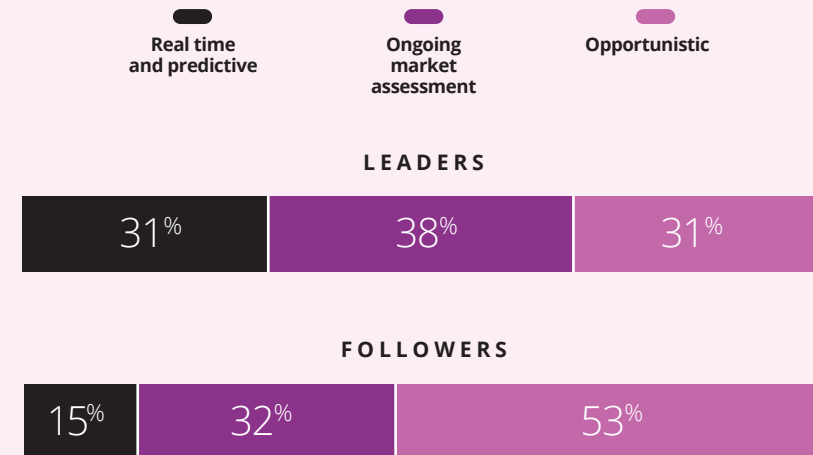 Real time
and predictive
Ongoing
market
assessment
Opportunistic
LEADERS
31% 38% 31%
FOLLOWERS
15% 32% 53%